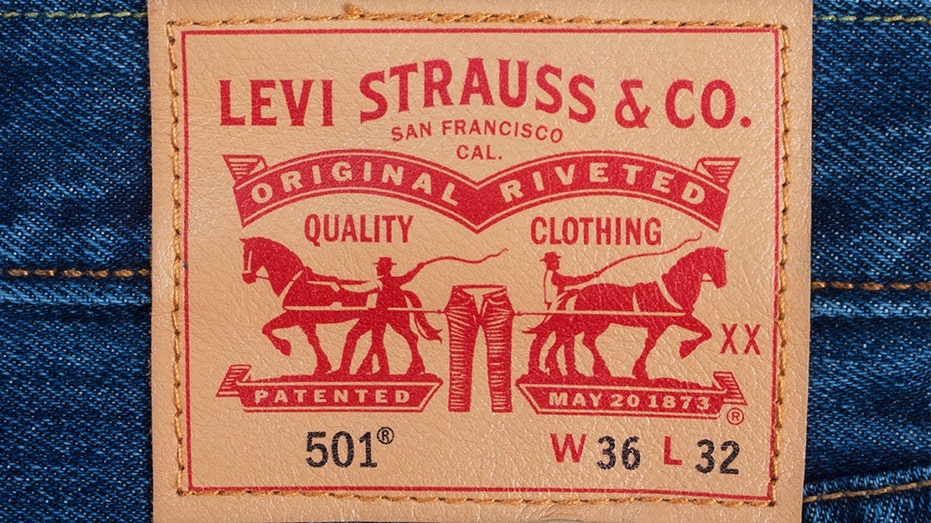 LEVI STRAUSS & CO.
SAN FRANCISCO
CAL.
ORIGINAL RIVETED
QUALITY CLOTHING
XX
PATENTED MAY 20 1873 ®
501® W 36 L 32